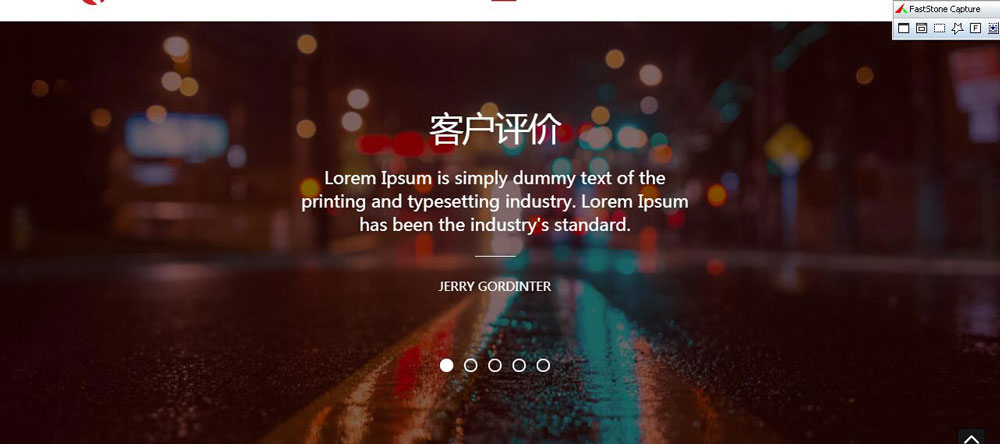 FastStone Capture
F
客户评价
Lorem Ipsum is simply dummy text of the
printing and typesetting industry. Lorem Ipsum
has been the industry's standard.
JERRY GORDINTER